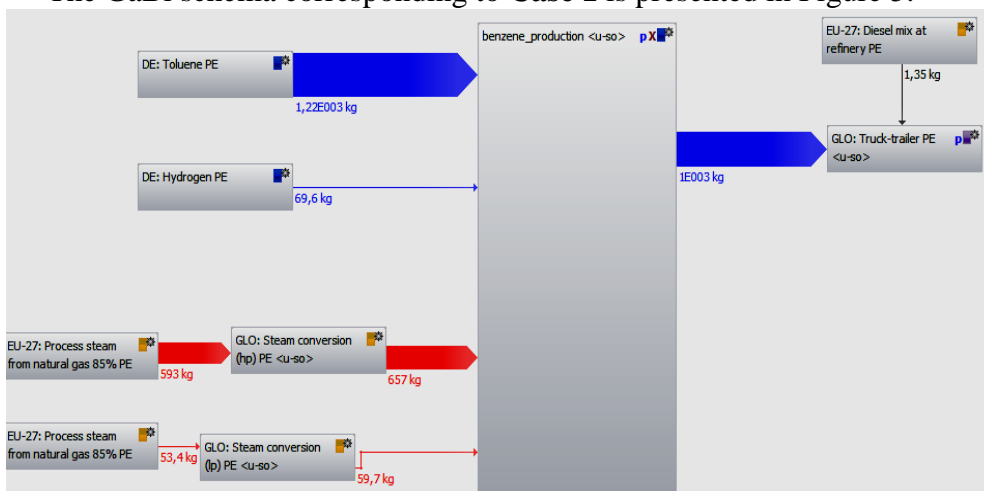 The GaBi schema corresponding to Case 2 is presented in Figure 3.
benzene_production <u-so> pX
EU-27: Diesel mix at
refinery PE
1,35 kg
DE: Toluene PE
1,22E003 kg
GLO: Truck-trailer PE p
<u-so>
1E003 kg
DE: Hydrogen PE
69,6 kg
EU-27: Process steam
from natural gas 85% PE
593 kg
GLO: Steam conversion
(hp) PE <u-so>
657 kg
EU-27: Process steam
from natural gas 85% PE
53,4 kg
GLO: Steam conversion
(lp) PE <u-so>
59,7 kg